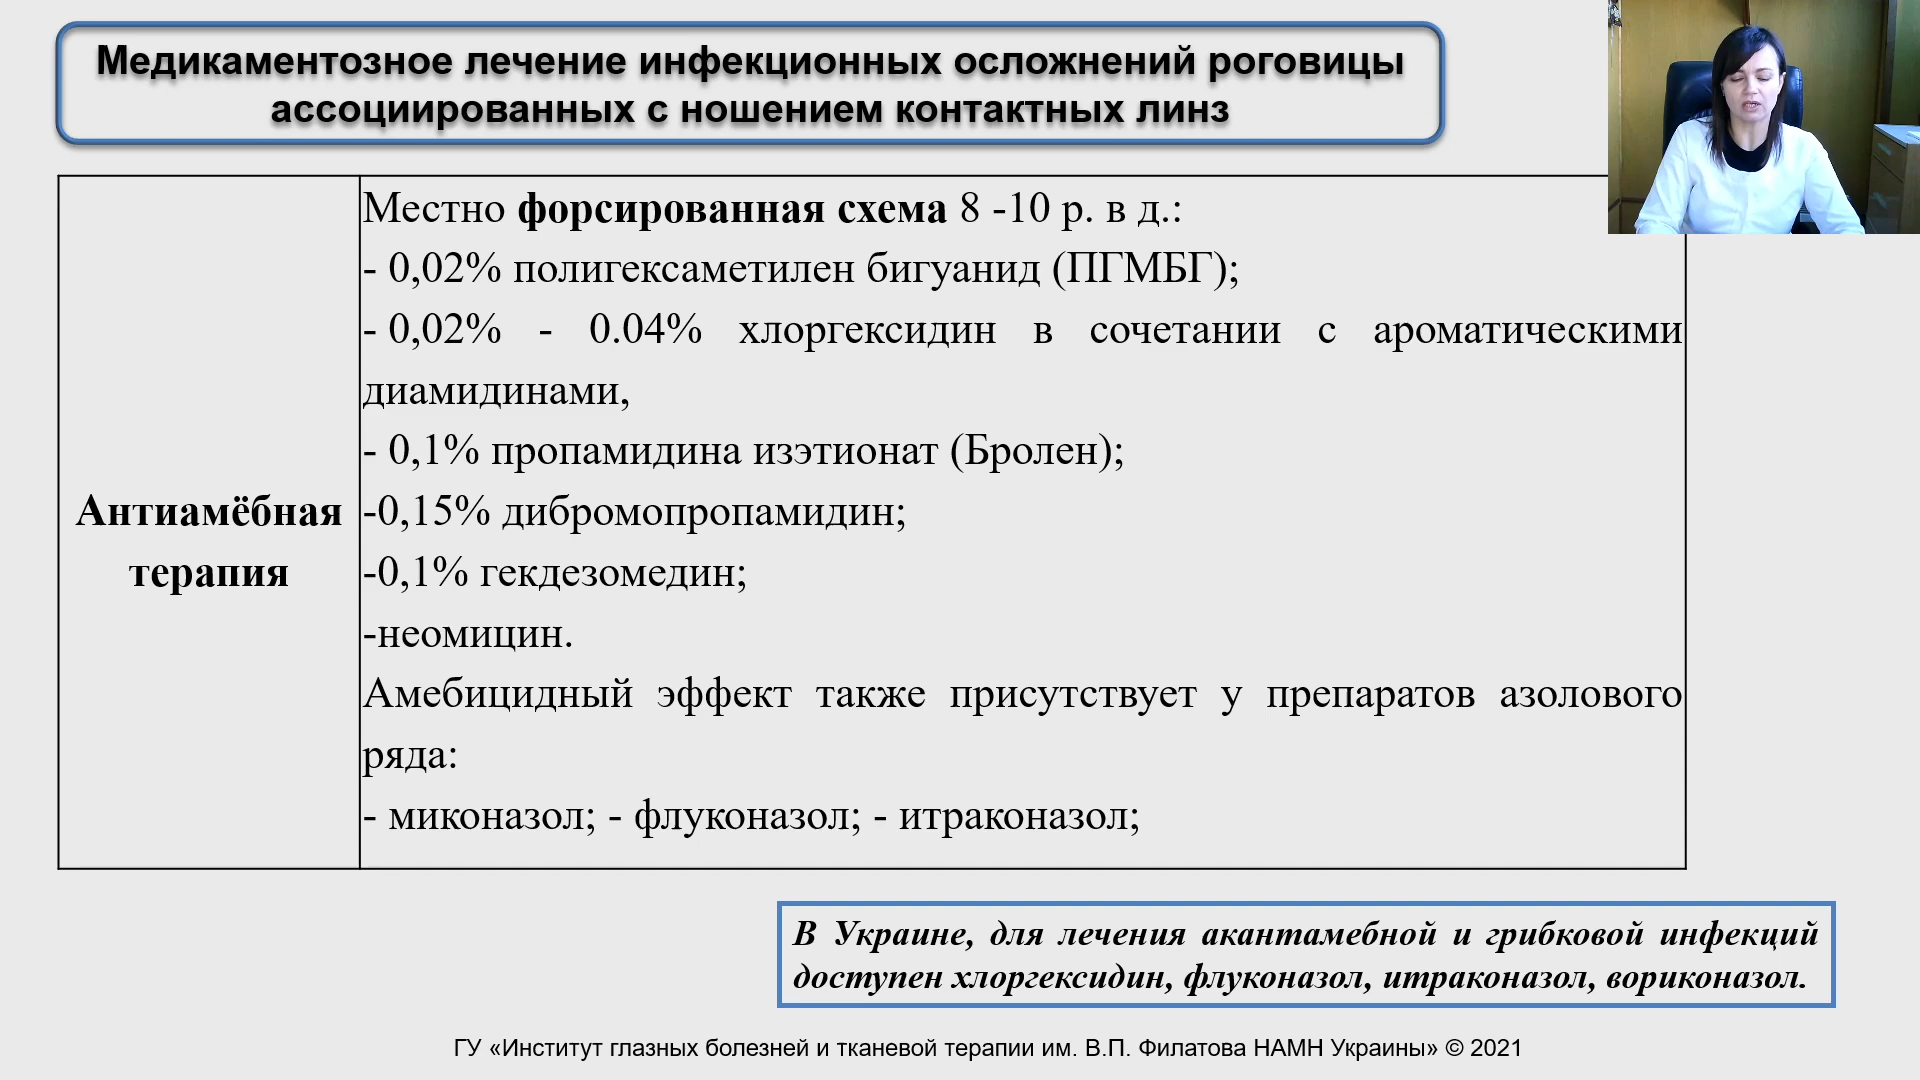 Медикаментозное лечение инфекционных осложнений роговицы
ассоциированных с ношением контактных линз
Местно форсированная схема 8 -10 р. в д.:
- 0,02% полигексаметилен бигуанид (ПГМБГ);
- 0,02% - 0.04% хлоргексидин в сочетании с ароматическими
диамидинами,
- 0,1% пропамидина изэтионат (Бролен);
Антиамёбная
терапия
-0,15% дибромопропамидин;
-0,1% гекдезомедин;
-неомицин.
Амебицидный эффект также присутствует у препаратов азолового
ряда:
- миконазол; - флуконазол; - итраконазол;
В Украине, для лечения акантамебной и грибковой инфекций
доступен хлоргексидин, флуконазол, итраконазол, вориконазол.
ГУ «Институт глазных болезней и тканевой терапии им. В.П. Филатова НАМН Украины» © 2021